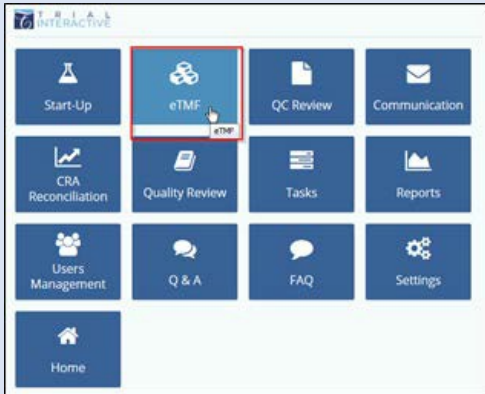 TRIAL
INTERACTIVE
Start-Up
eTMF
QC Review
Communication
eTMF
CRA
Reconciliation
Quality Review
Tasks
Reports
Users
Management
Q & A
FAQ
Settings
Home